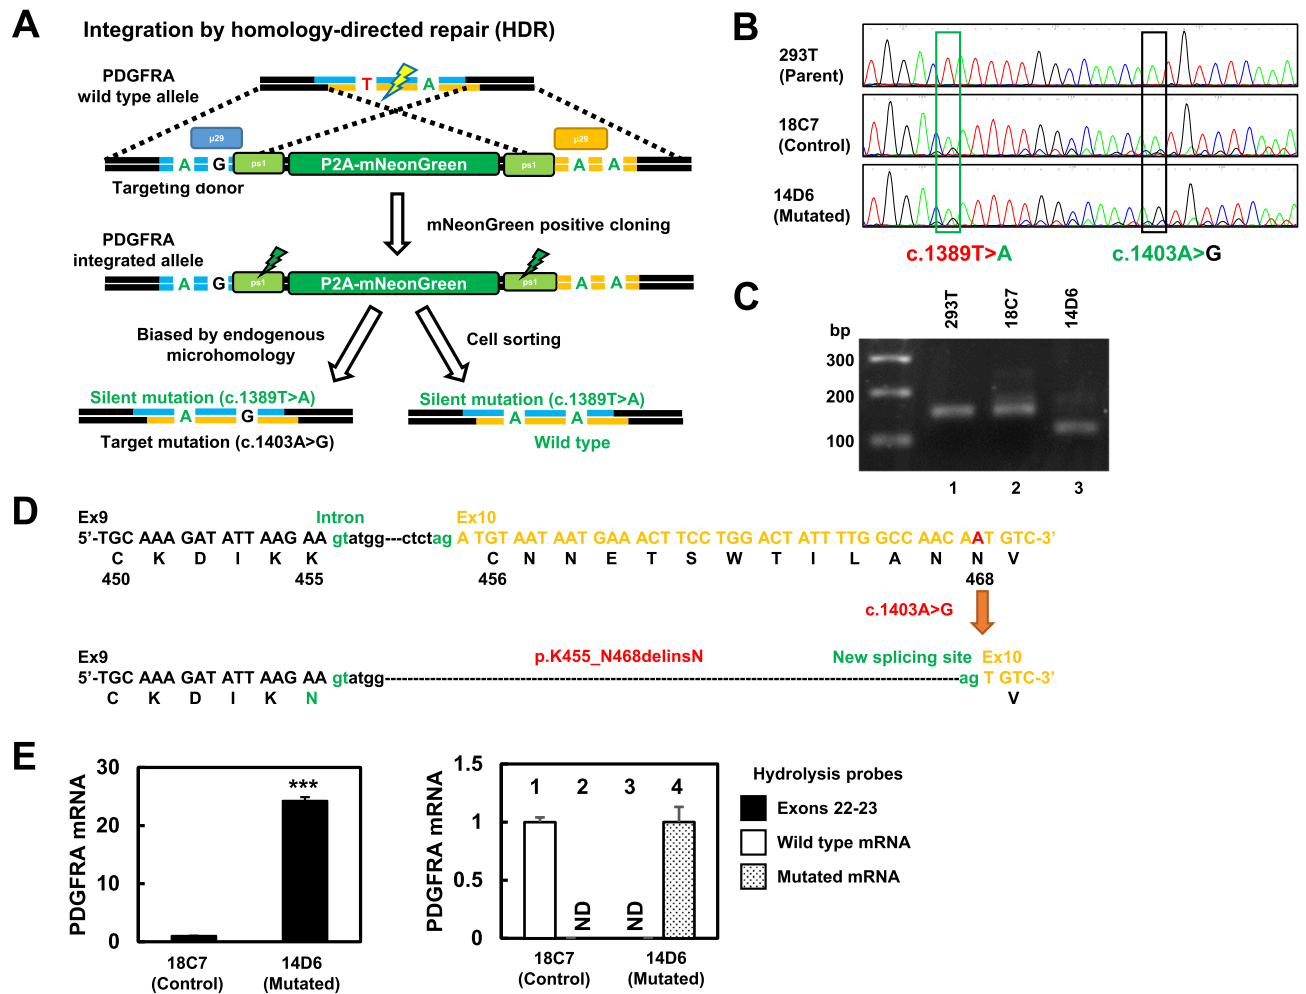 A
Integration by homology-directed repair (HDR)
PDGFRA
wild type allele
T
A
µ29
µ29
A
G
ps1
P2A-mNeonGreen
ps1
A
A
Targeting donor
mNeonGreen positive cloning
PDGFRA
integrated allele
A
G
ps1
P2A-mNeonGreen
ps1
A
A
Biased by endogenous
microhomology
Cell sorting
Silent mutation (c.1389T>A)
A
G
Target mutation (c.1403A>G)
Silent mutation (c.1389T>A)
A
A
Wild type
B
293T
(Parent)
18C7
(Control)
14D6
(Mutated)
c.1389T>A
c.1403A>G
C
bp
293T
18C7
14D6
300
200
100
1 2 3
D
Ex9 Intron Ex10
5’-TGC AAA GAT ATT AAG AA gtatgg---ctctag A TGT AAT AAT GAA ACT TCC TGG ACT ATT TTG GCC AAC AAT GTC-3’
C K D I K K C N N E T S W T I L A N N V
450 455 456 468
c.1403A>G
Ex9 p.K455_N468delinsN New splicing site Ex10
5’-TGC AAA GAT ATT AAG AA gtatgg---ag T GTC-3’
C K D I K N V
E
PDGFRA mRNA
30
20
10
0
***
18C7
(Control)
14D6
(Mutated)
PDGFRA mRNA
1.5
1
0.5
0
1 2 3 4
ND
ND
18C7
(Control)
14D6
(Mutated)
Hydrolysis probes
Exons 22-23
Wild type mRNA
Mutated mRNA